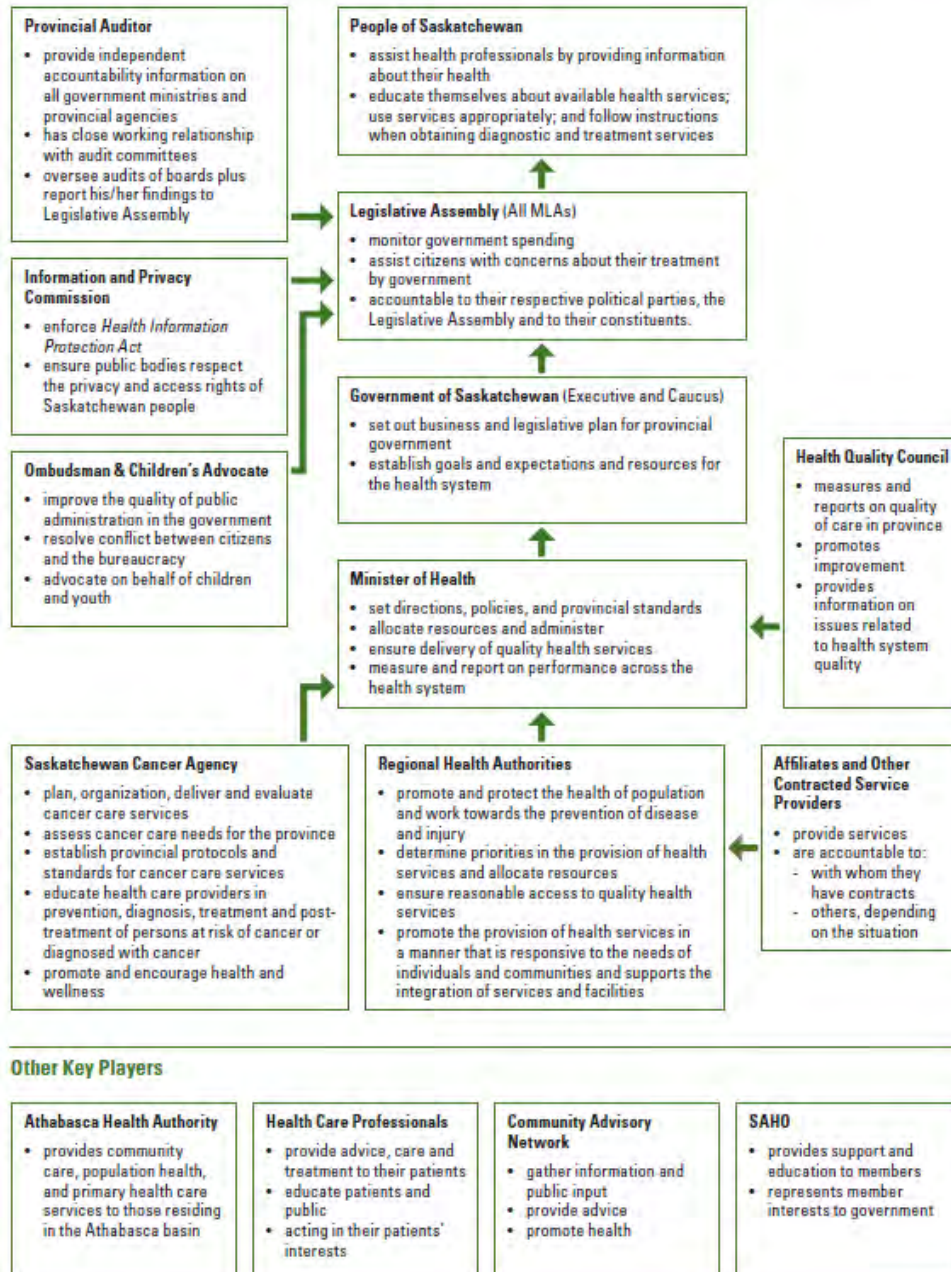 Provincial Auditor
• provide independent
accountability information on
all government ministries and
provincial agencies
• has close working relationship
with audit committees
• oversee audits of boards plus
report his/her findings to
Legislative Assembly
People of Saskatchewan
• assist health professionals by providing information
about their health
• educate themselves about available health services;
use services appropriately; and follow instructions
when obtaining diagnostic and treatment services
Legislative Assembly (All MLAs)
• monitor government spending
• assist citizens with concerns about their treatment
by government
• accountable to their respective political parties, the
Legislative Assembly and to their constituents.
Information and Privacy
Commission
• enforce Health Information
Protection Act
• ensure public bodies respect
the privacy and access rights of
Saskatchewan people
Government of Saskatchewan (Executive and Caucus)
• set out business and legislative plan for provincial
government
• establish goals and expectations and resources for
the health system
Ombudsman & Children's Advocate
• improve the quality of public
administration in the government
• resolve conflict between citizens
and the bureaucracy
• advocate on behalf of children
and youth
Health Quality Council
• measures and
reports on quality
of care in province
• promotes
improvement
• provides
information on
issues related
to health system
quality
Minister of Health
• set directions, policies, and provincial standards
• allocate resources and administer
• ensure delivery of quality health services
• measure and report on performance across the
health system
Saskatchewan Cancer Agency
• plan, organization, deliver and evaluate
cancer care services
• assess cancer care needs for the province
• establish provincial protocols and
standards for cancer care services
• educate health care providers in
prevention, diagnosis, treatment and post-
treatment of persons at risk of cancer or
diagnosed with cancer
• promote and encourage health and
wellness
Regional Health Authorities
• promote and protect the health of population
and work towards the prevention of disease
and injury
• determine priorities in the provision of health
services and allocate resources
• ensure reasonable access to quality health
services
• promote the provision of health services in
a manner that is responsive to the needs of
individuals and communities and supports the
integration of services and facilities
Affiliates and Other
Contracted Service
Providers
• provide services
• are accountable to:
- with whom they
have contracts
- others, depending
on the situation
Other Key Players
Athabasca Health Authority
• provides community
care, population health,
and primary health care
services to those residing
in the Athabasca basin
Health Care Professionals
• provide advice, care and
treatment to their patients
• educate patients and
public
• acting in their patients'
interests
Community Advisory
Network
• gather information and
public input
• provide advice
• promote health
SAHO
• provides support and
education to members
• represents member
interests to government